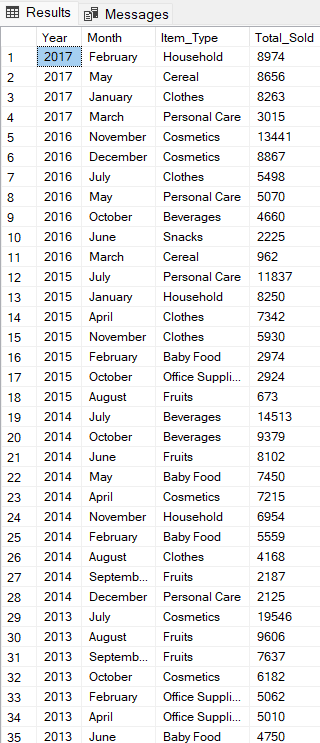 Results Messages
Year Month Item_Type Total_Sold
1 2017 February Household 8974
2 2017 May Cereal 8656
3 2017 January Clothes 8263
4 2017 March Personal Care 3015
5 2016 November Cosmetics 13441
6 2016 December Cosmetics 8867
7 2016 July Clothes 5498
8 2016 May Personal Care 5070
9 2016 October Beverages 4660
10 2016 June Snacks 2225
11 2016 March Cereal 962
12 2015 July Personal Care 11837
13 2015 January Household 8250
14 2015 April Clothes 7342
15 2015 November Clothes 5930
16 2015 February Baby Food 2974
17 2015 October Office Suppli... 2924
18 2015 August Fruits 673
19 2014 July Beverages 14513
20 2014 October Beverages 9379
21 2014 June Fruits 8102
22 2014 May Baby Food 7450
23 2014 April Cosmetics 7215
24 2014 November Household 6954
25 2014 February Baby Food 5559
26 2014 August Clothes 4168
27 2014 Septemb... Fruits 2187
28 2014 December Personal Care 2125
29 2013 July Cosmetics 19546
30 2013 August Fruits 9606
31 2013 Septemb... Fruits 7637
32 2013 October Cosmetics 6182
33 2013 February Office Suppli... 5062
34 2013 April Office Suppli... 5010
35 2013 June Baby Food 4750